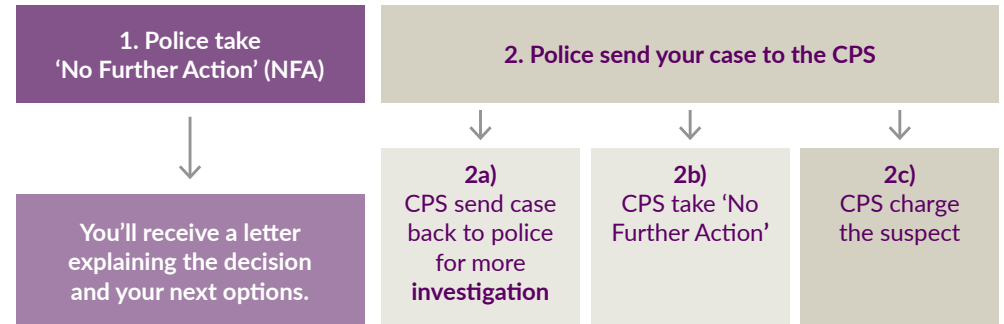 1. Police take
‘No Further Action’ (NFA)
You’ll receive a letter
explaining the decision
and your next options.
2. Police send your case to the CPS
2a)
CPS send case
back to police
for more
investigation
2b)
CPS take ‘No
Further Action’
2c)
CPS charge
the suspect